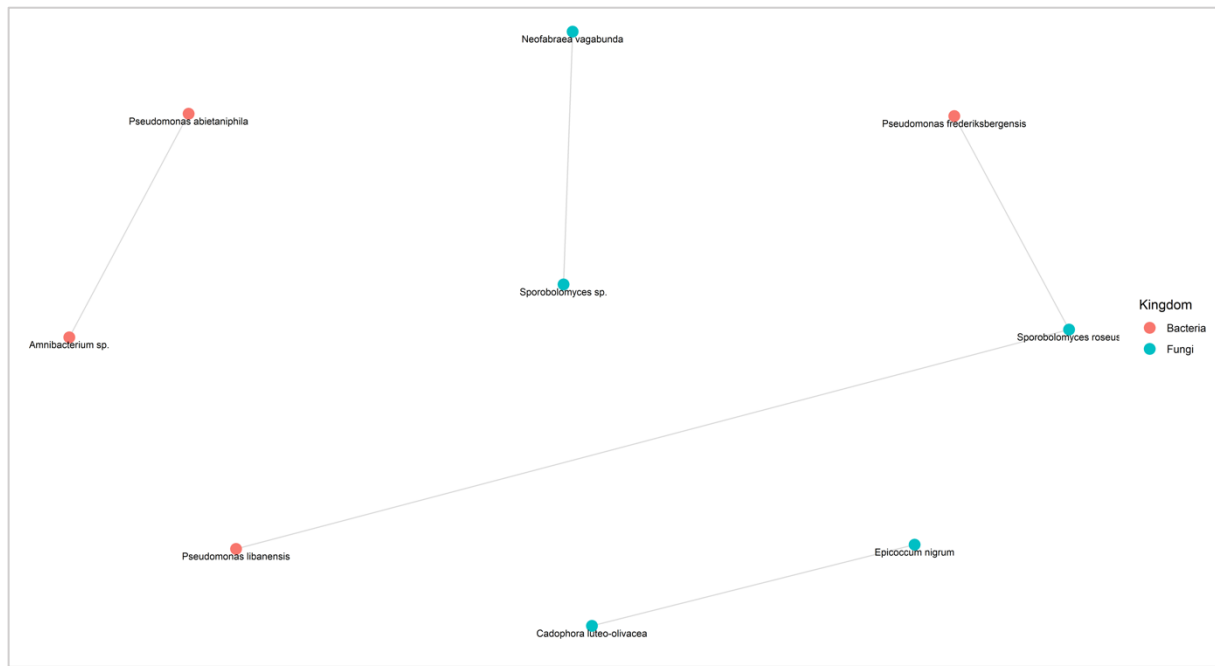 Neofabraea vagabunda
Pseudomonas abietaniphila
Pseudomonas frederiksbergensis
Sporobolomyces sp.
Kingdom
Bacteria
Fungi
Amnibacterium sp.
Sporobolomyces roseus
Pseudomonas libanensis
Epicoccum nigrum
Cadophora luteo-olivacea